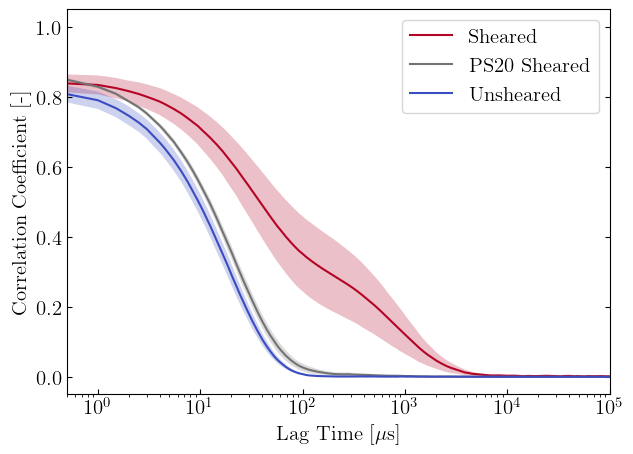 Sheared
PS20 Sheared
Unsheared
Correlation Coefficient [-]
1.0
0.8
0.6
0.4
0.2
0.0
10^0
10^1
10^2
10^3
10^4
10^5
Lag Time [μs]